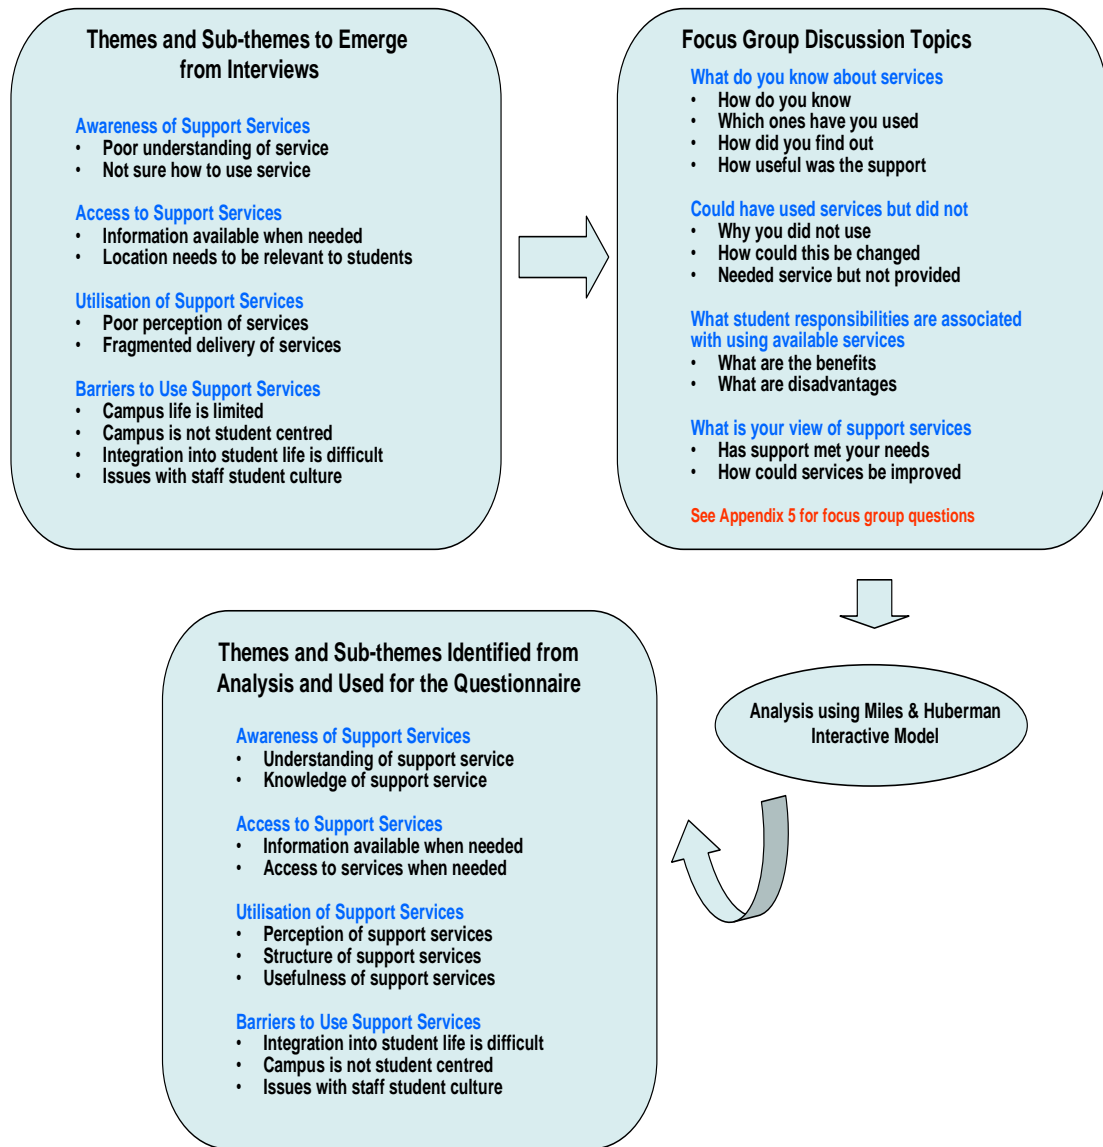 Themes and Sub-themes to Emerge
from Interviews
Awareness of Support Services
• Poor understanding of service
• Not sure how to use service
Access to Support Services
• Information available when needed
• Location needs to be relevant to students
Utilisation of Support Services
• Poor perception of services
• Fragmented delivery of services
Barriers to Use Support Services
• Campus life is limited
• Campus is not student centred
• Integration into student life is difficult
• Issues with staff student culture
Focus Group Discussion Topics
What do you know about services
• How do you know
• Which ones have you used
• How did you find out
• How useful was the support
Could have used services but did not
• Why you did not use
• How could this be changed
• Needed service but not provided
What student responsibilities are associated
with using available services
• What are the benefits
• What are disadvantages
What is your view of support services
• Has support met your needs
• How could services be improved
See Appendix 5 for focus group questions
Analysis using Miles & Huberman
Interactive Model
Themes and Sub-themes Identified from
Analysis and Used for the Questionnaire
Awareness of Support Services
• Understanding of support service
• Knowledge of support service
Access to Support Services
• Information available when needed
• Access to services when needed
Utilisation of Support Services
• Perception of support services
• Structure of support services
• Usefulness of support services
Barriers to Use Support Services
• Integration into student life is difficult
• Campus is not student centred
• Issues with staff student culture